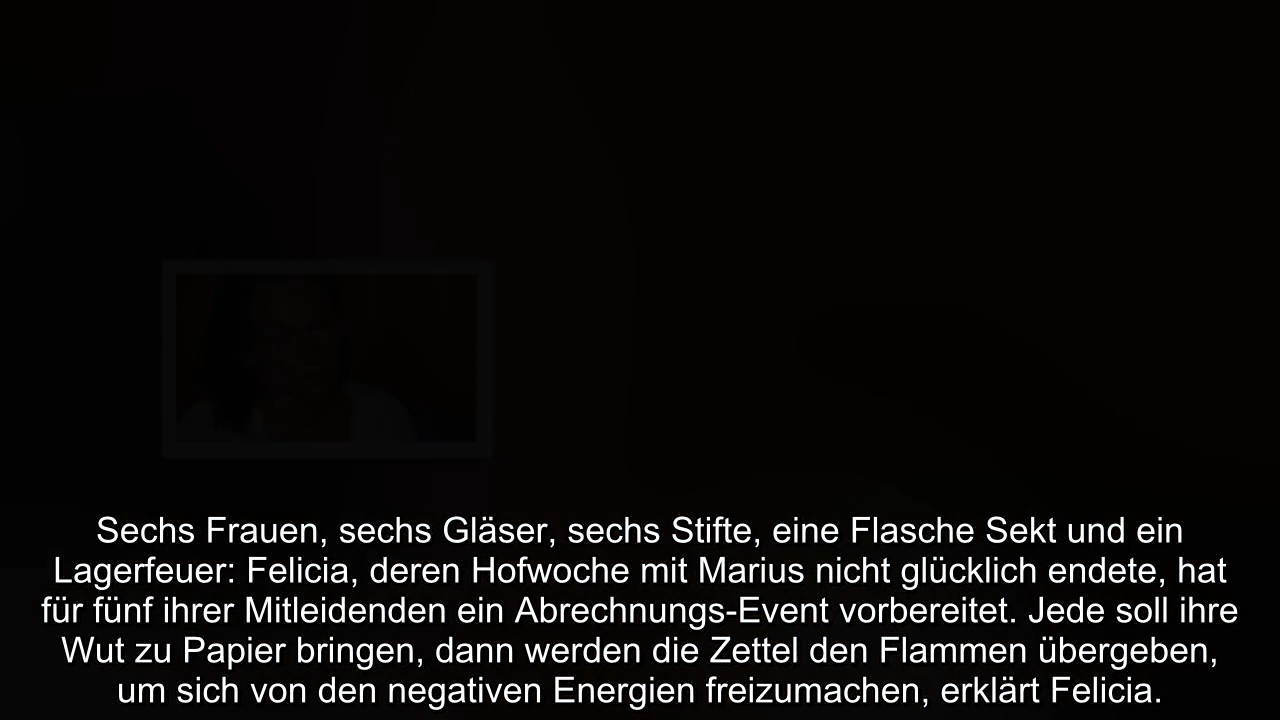 Sechs Frauen, sechs Gläser, sechs Stifte, eine Flasche Sekt und ein
Lagerfeuer: Felicia, deren Hofwoche mit Marius nicht glücklich endete, hat
für fünf ihrer Mitleidenden ein Abrechnungs-Event vorbereitet. Jede soll ihre
Wut zu Papier bringen, dann werden die Zettel den Flammen übergeben,
um sich von den negativen Energien freizumachen, erklärt Felicia.